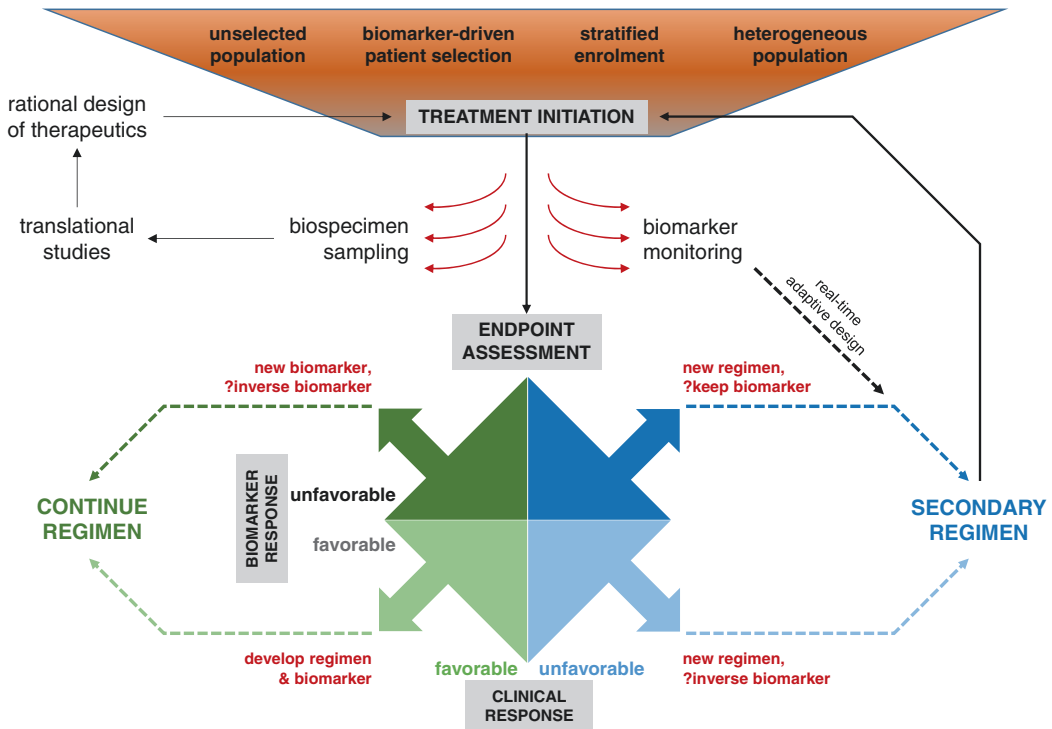 unselected
population
biomarker-driven
patient selection
stratified
enrolment
heterogeneous
population
TREATMENT INITIATION
rational design
of therapeutics
translational
studies
biospecimen
sampling
biomarker
monitoring
real-time
adaptive design
ENDPOINT
ASSESSMENT
new biomarker,
?inverse biomarker
new regimen,
?keep biomarker
BIOMARKER
RESPONSE
unfavorable
favorable
CONTINUE
REGIMEN
SECONDARY
REGIMEN
develop regimen
& biomarker
favorable
unfavorable
new regimen,
?inverse biomarker
CLINICAL
RESPONSE